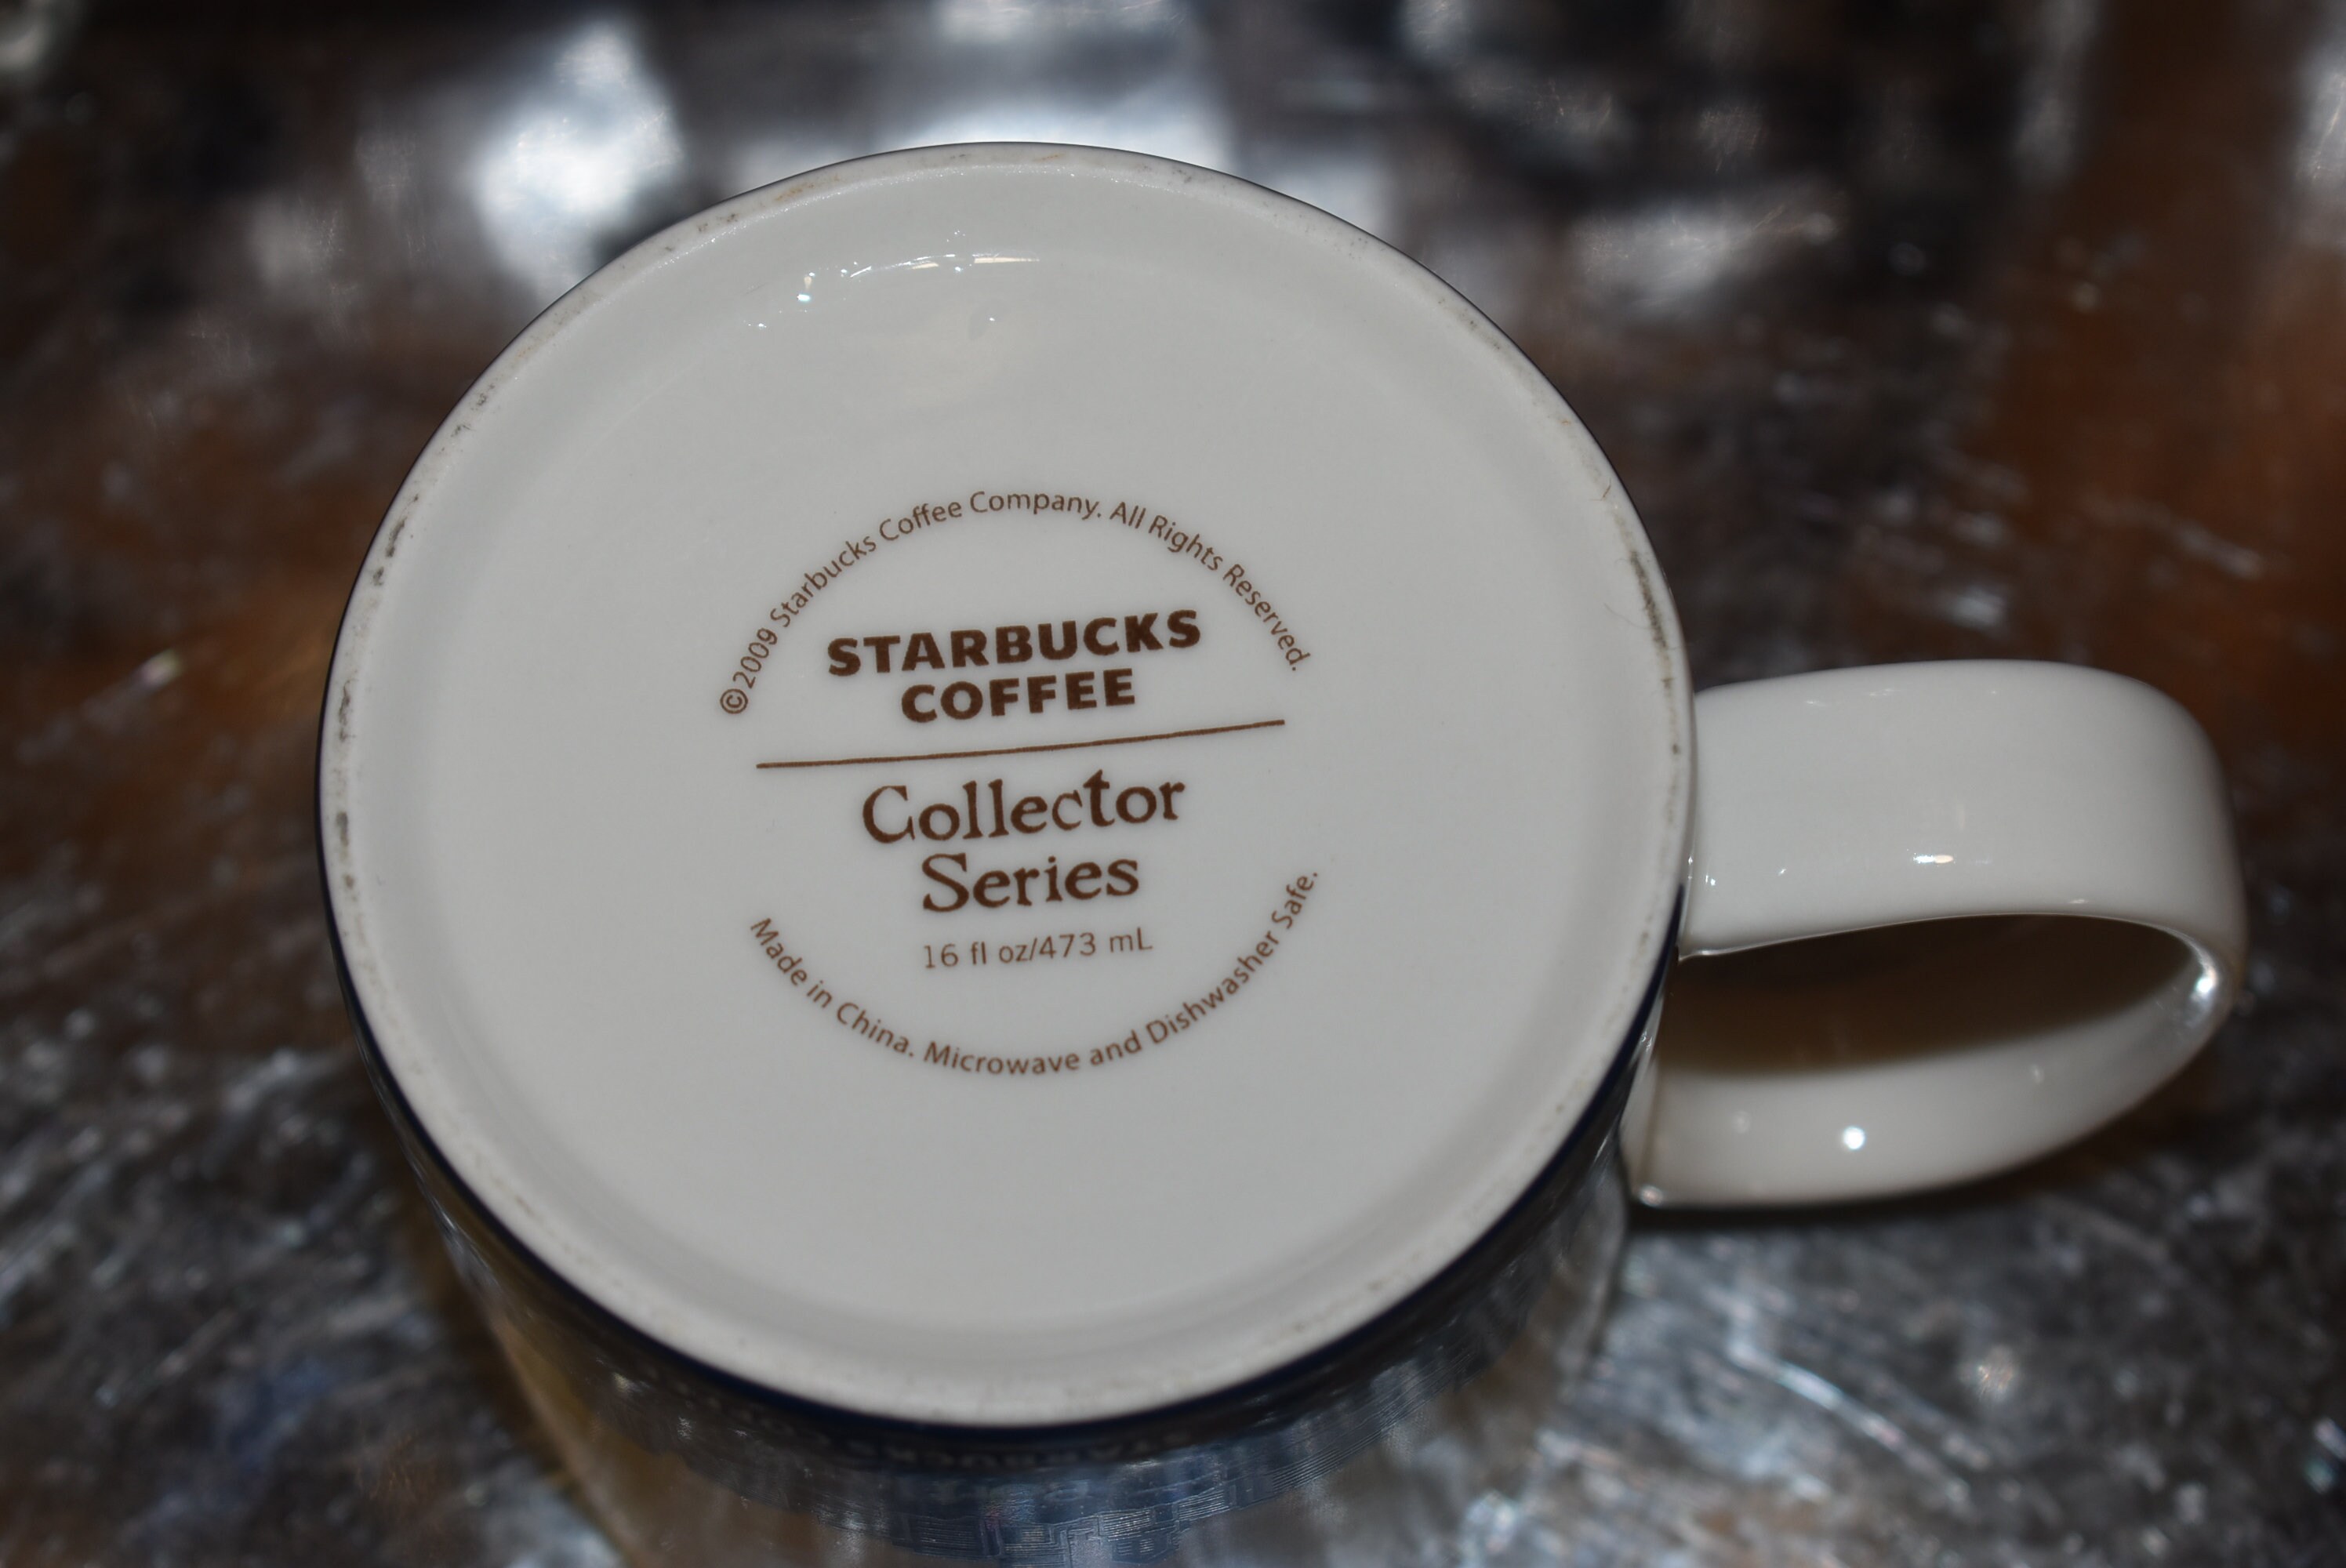 ©2009 Starbucks Coffee Company. All Rights Reserved.
STARBUCKS
COFFEE
Collector
Series
16 fl oz/473 mL
Made in China. Microwave and Dishwasher Safe.